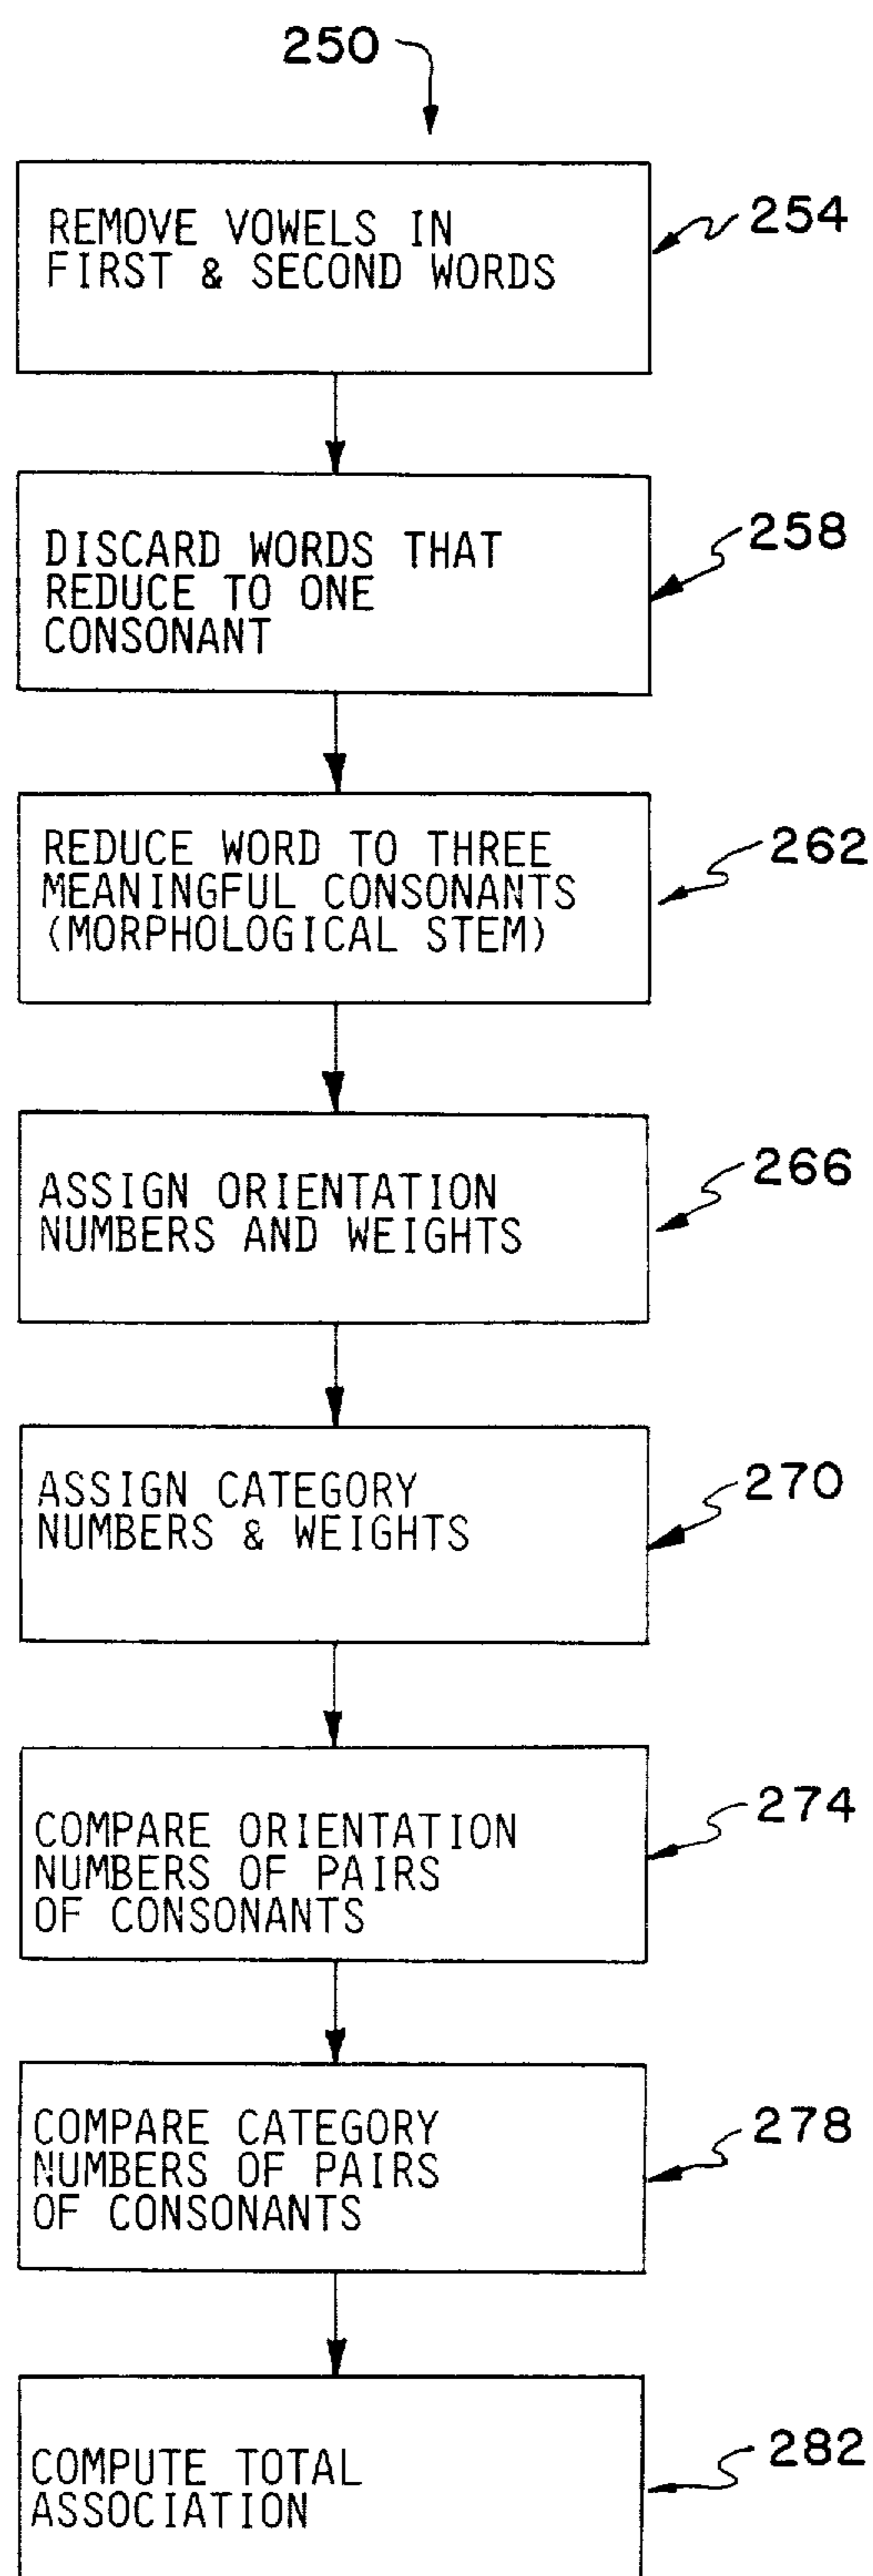 250
REMOVE VOWELS IN
FIRST & SECOND WORDS
254
DISCARD WORDS THAT
REDUCE TO ONE
CONSONANT
258
REDUCE WORD TO THREE
MEANINGFUL CONSONANTS
(MORPHOLOGICAL STEM)
262
ASSIGN ORIENTATION
NUMBERS AND WEIGHTS
266
ASSIGN CATEGORY
NUMBERS & WEIGHTS
270
COMPARE ORIENTATION
NUMBERS OF PAIRS
OF CONSONANTS
274
COMPARE CATEGORY
NUMBERS OF PAIRS
OF CONSONANTS
278
COMPUTE TOTAL
ASSOCIATION
282